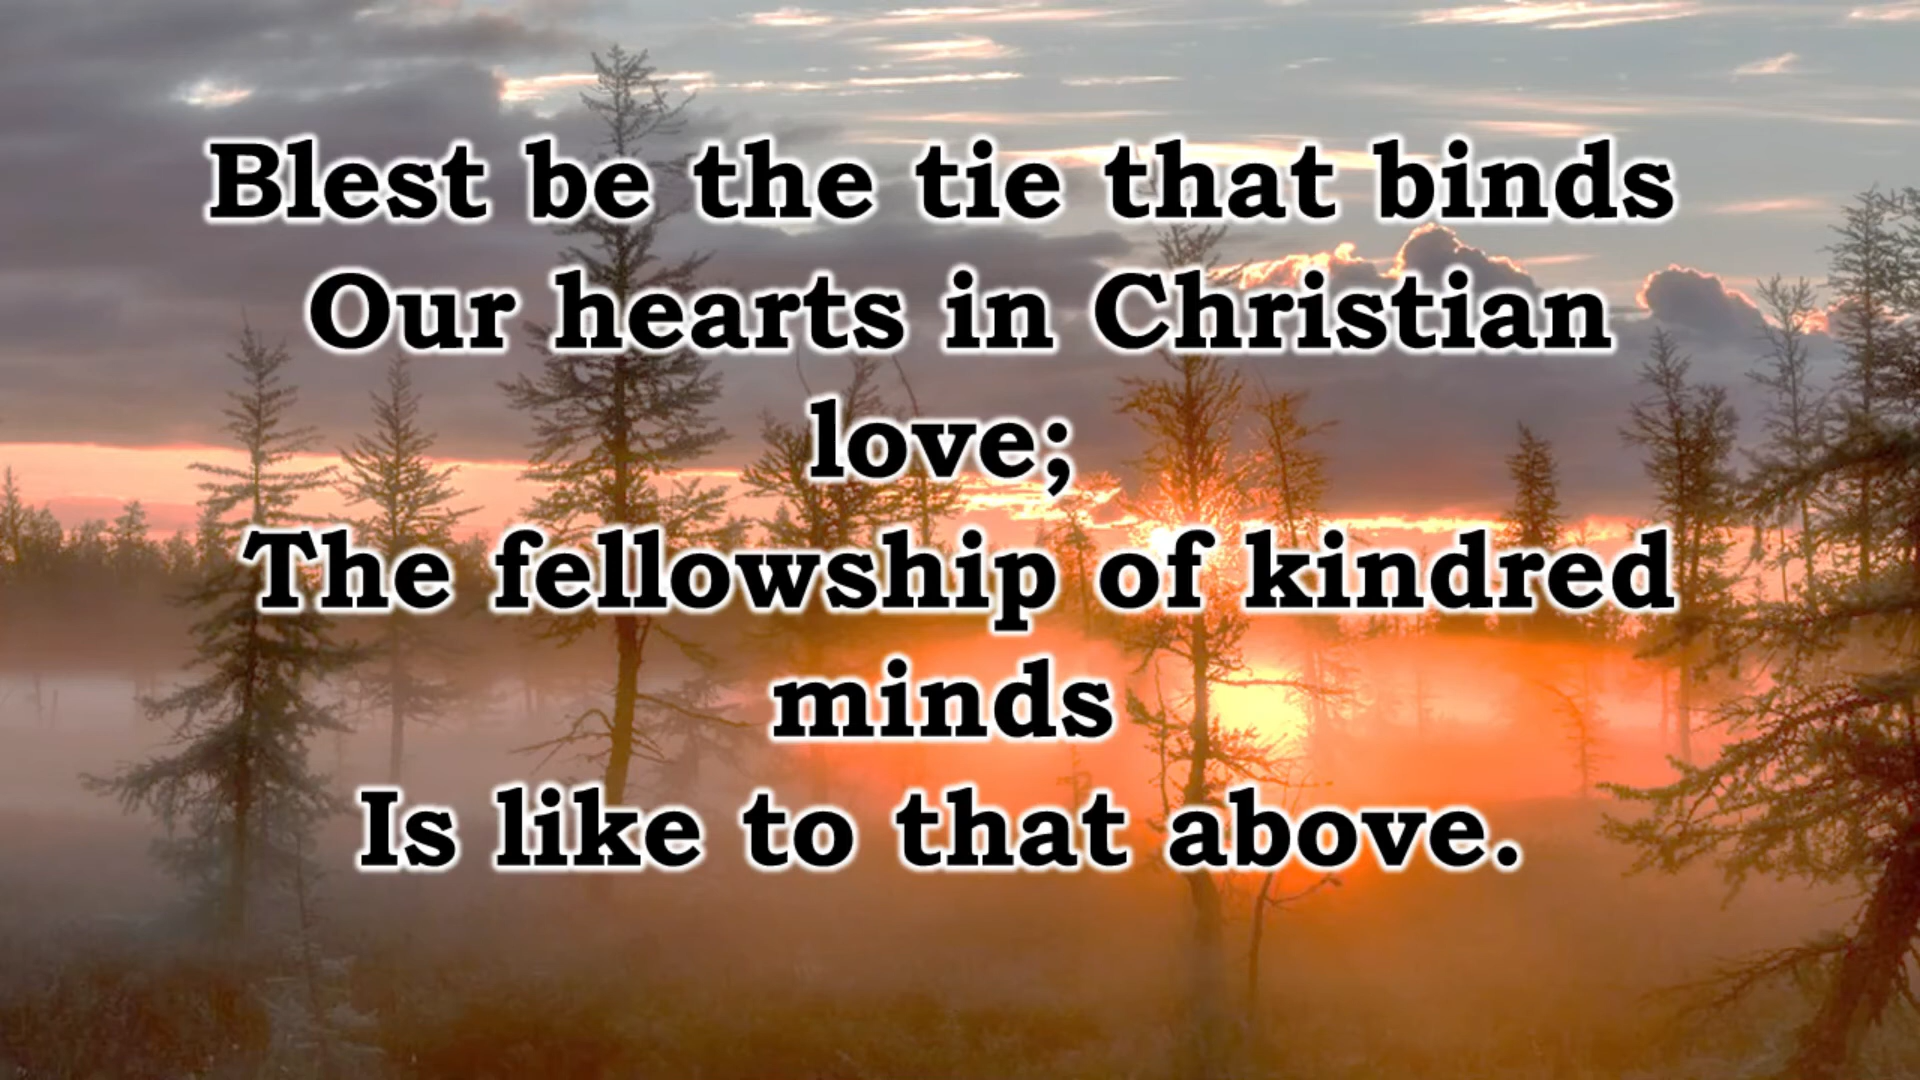 Blest be the tie that binds
Our hearts in Christian
love;
The fellowship of kindred
minds
Is like to that above.